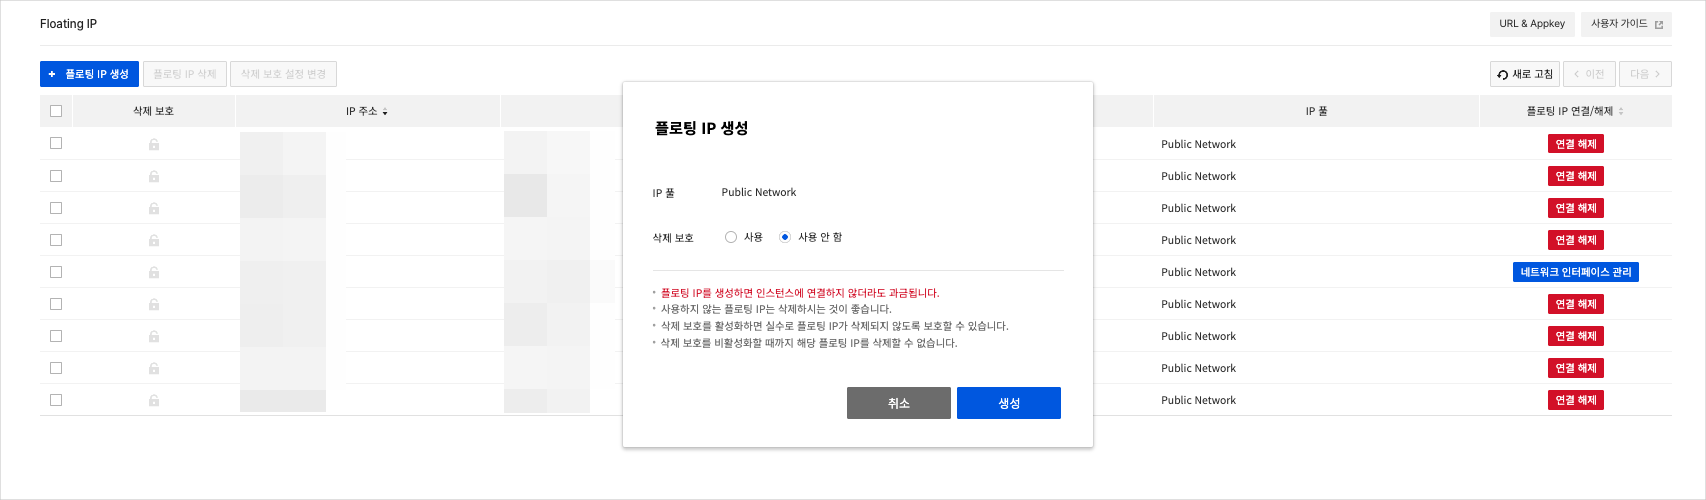 Floating IP
URL & Appkey 사용자 가이드
+ 플로팅 IP 생성 플로팅 IP 삭제 삭제 보호 설정 변경 새로 고침 < 이전 다음 >
삭제 보호 IP 주소 IP 풀 플로팅 IP 연결/해제
Public Network 연결 해제
Public Network 연결 해제
Public Network 연결 해제
Public Network 연결 해제
Public Network 네트워크 인터페이스 관리
Public Network 연결 해제
Public Network 연결 해제
Public Network 연결 해제
Public Network 연결 해제
플로팅 IP 생성
IP 풀 Public Network
삭제 보호 사용 사용 안 함
• 플로팅 IP를 생성하면 인스턴스에 연결하지 않더라도 과금됩니다.
• 사용하지 않는 플로팅 IP는 삭제하시는 것이 좋습니다.
• 삭제 보호를 활성화하면 실수로 플로팅 IP가 삭제되지 않도록 보호할 수 있습니다.
• 삭제 보호를 비활성화할 때까지 해당 플로팅 IP를 삭제할 수 없습니다.
취소 생성